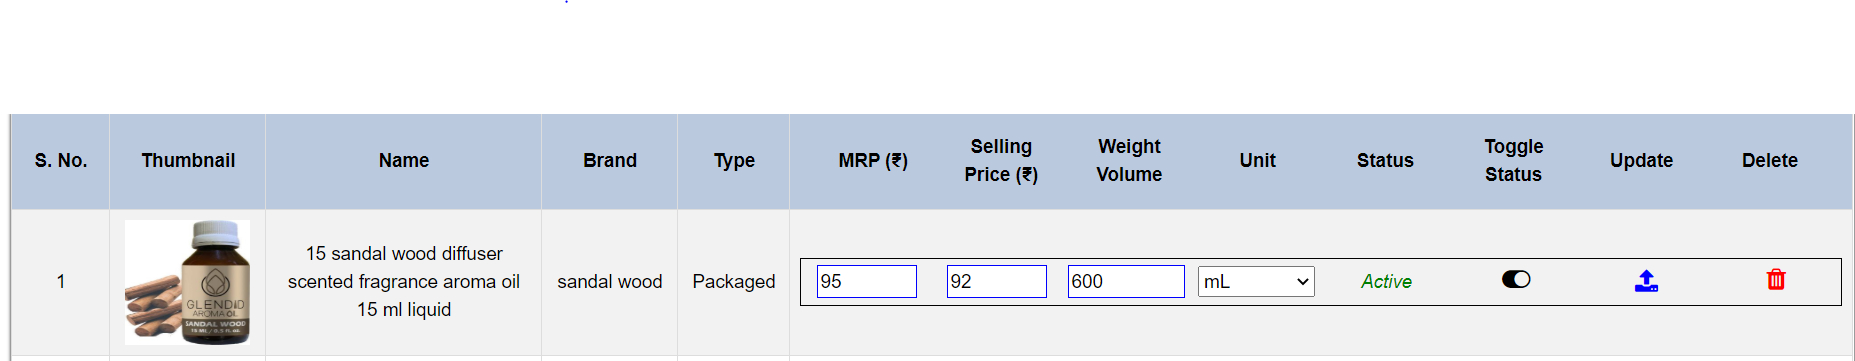 S. No.
Thumbnail
Name
Brand
Type
MRP (₹)
Selling
Price (₹)
Weight
Volume
Unit
Status
Toggle
Status
Update
Delete
1
GLENDID
AROMA OIL
SANDAL WOOD
15 ML / 0.5 fl. oz.
15 sandal wood diffuser
scented fragrance aroma oil
15 ml liquid
sandal wood
Packaged
95
92
600
mL
Active